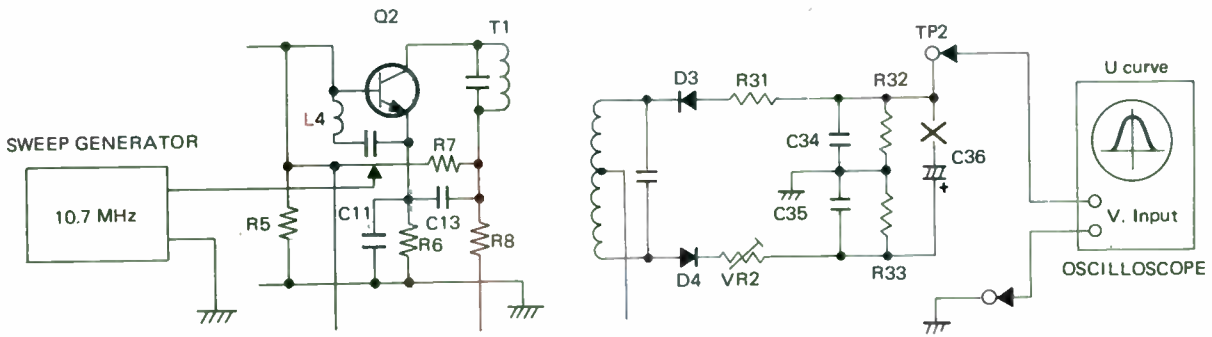 Q2
T1
L4
SWEEP GENERATOR
10.7 MHz
R7
R5
C11
C13
R6
R8
TP2
U curve
D3
R31
R32
C34
C36
+
C35
V. Input
D4
VR2
R33
OSCILLOSCOPE